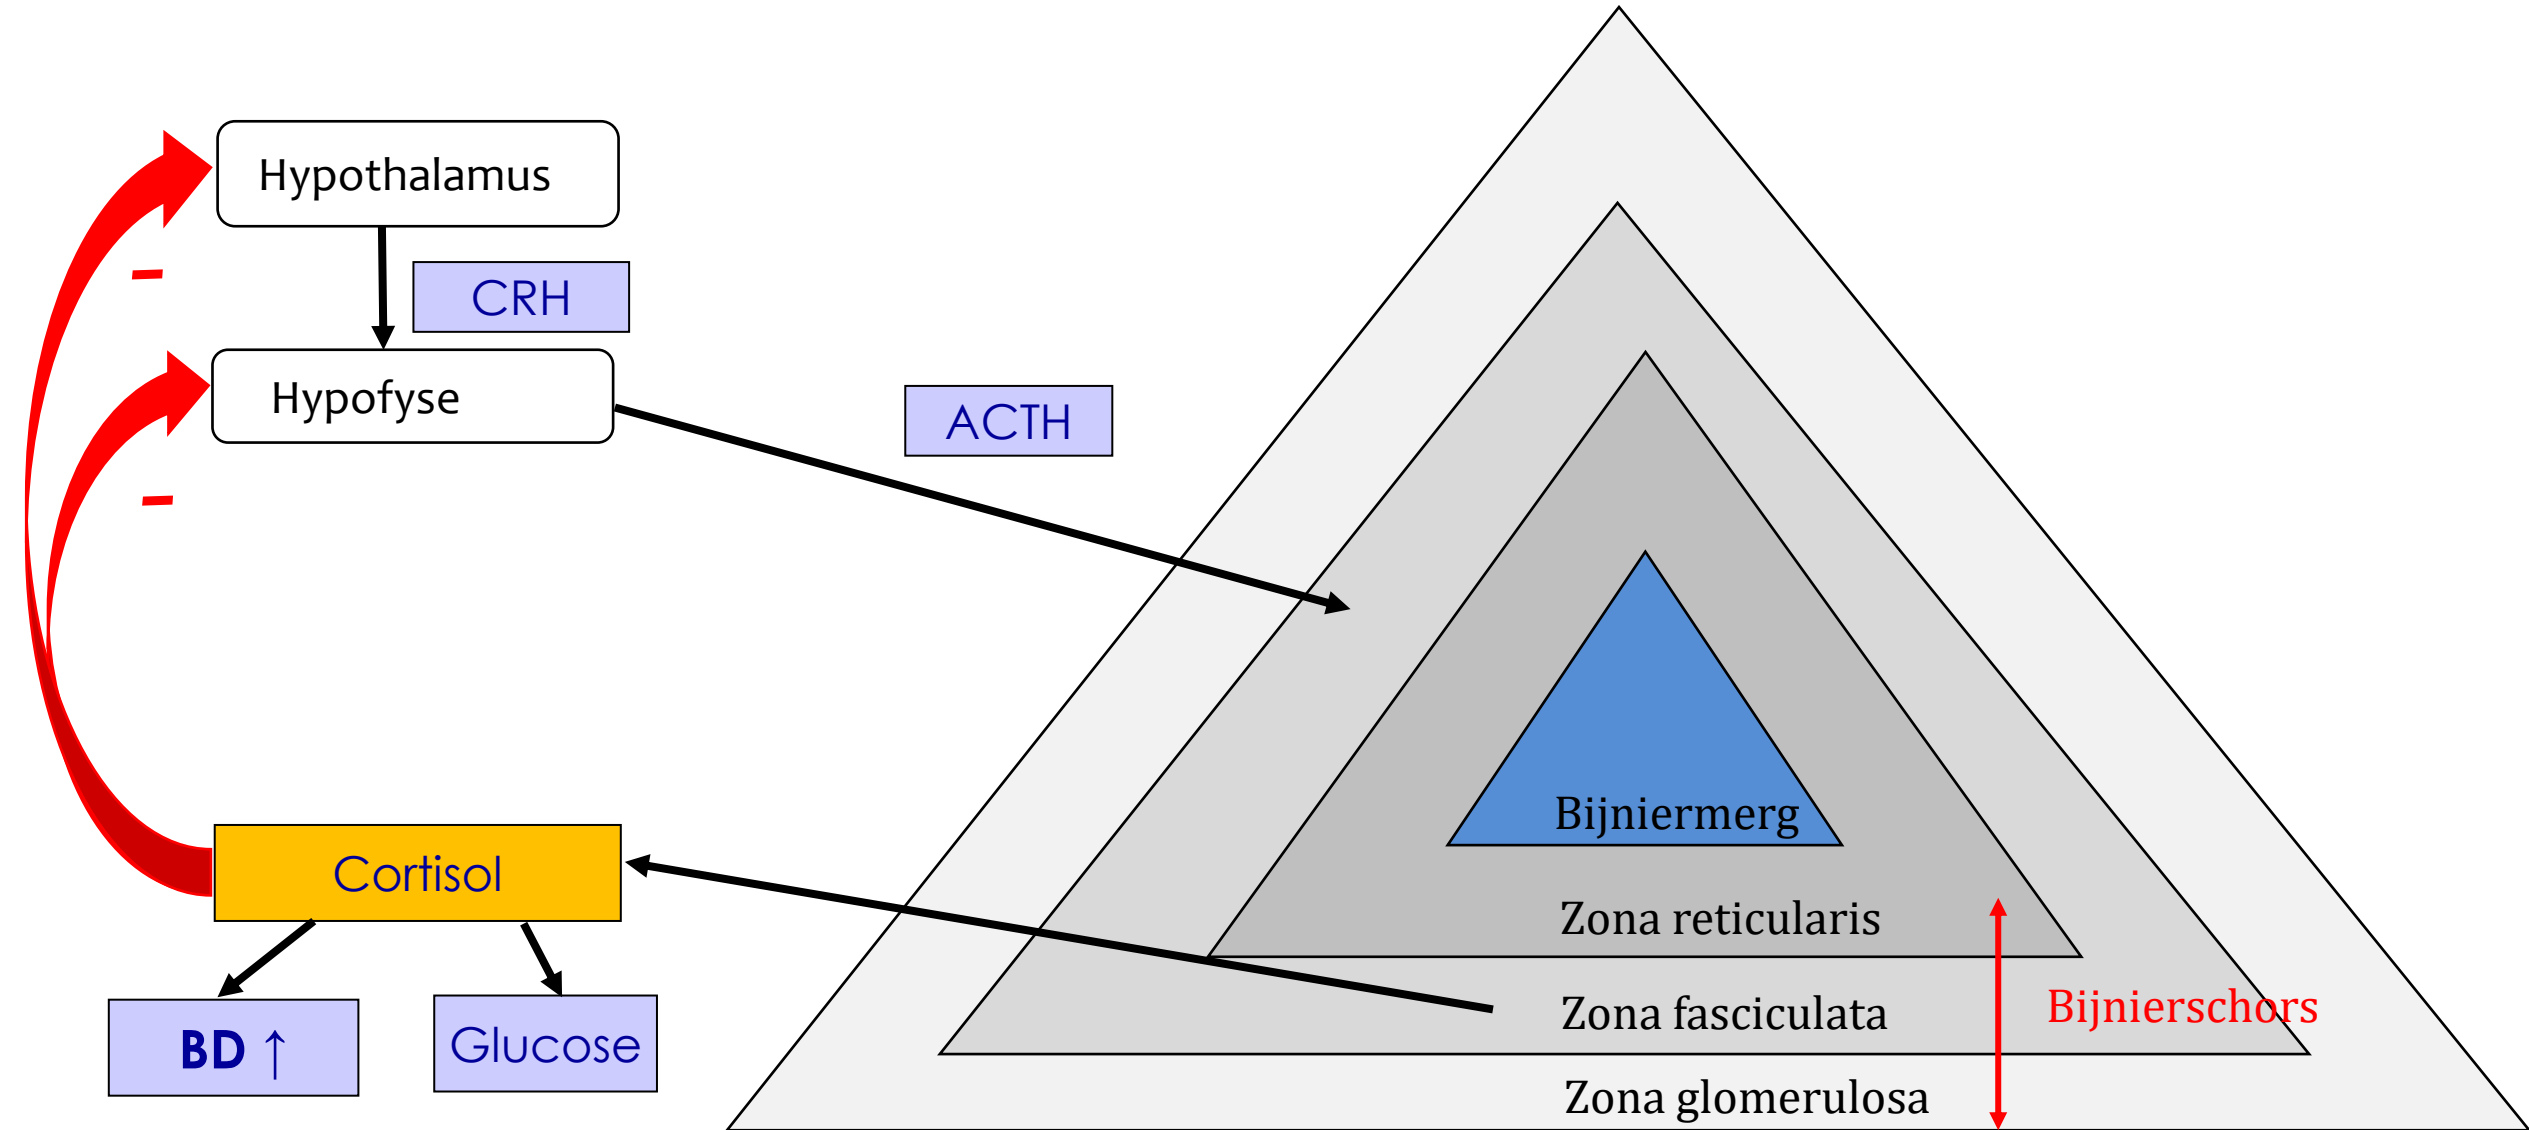 Hypothalamus
-
CRH
Hypofyse
ACTH
-
Bijniermerg
Cortisol
Zona reticularis
Zona fasciculata
Bijnierschors
BD ↑
Glucose
Zona glomerulosa